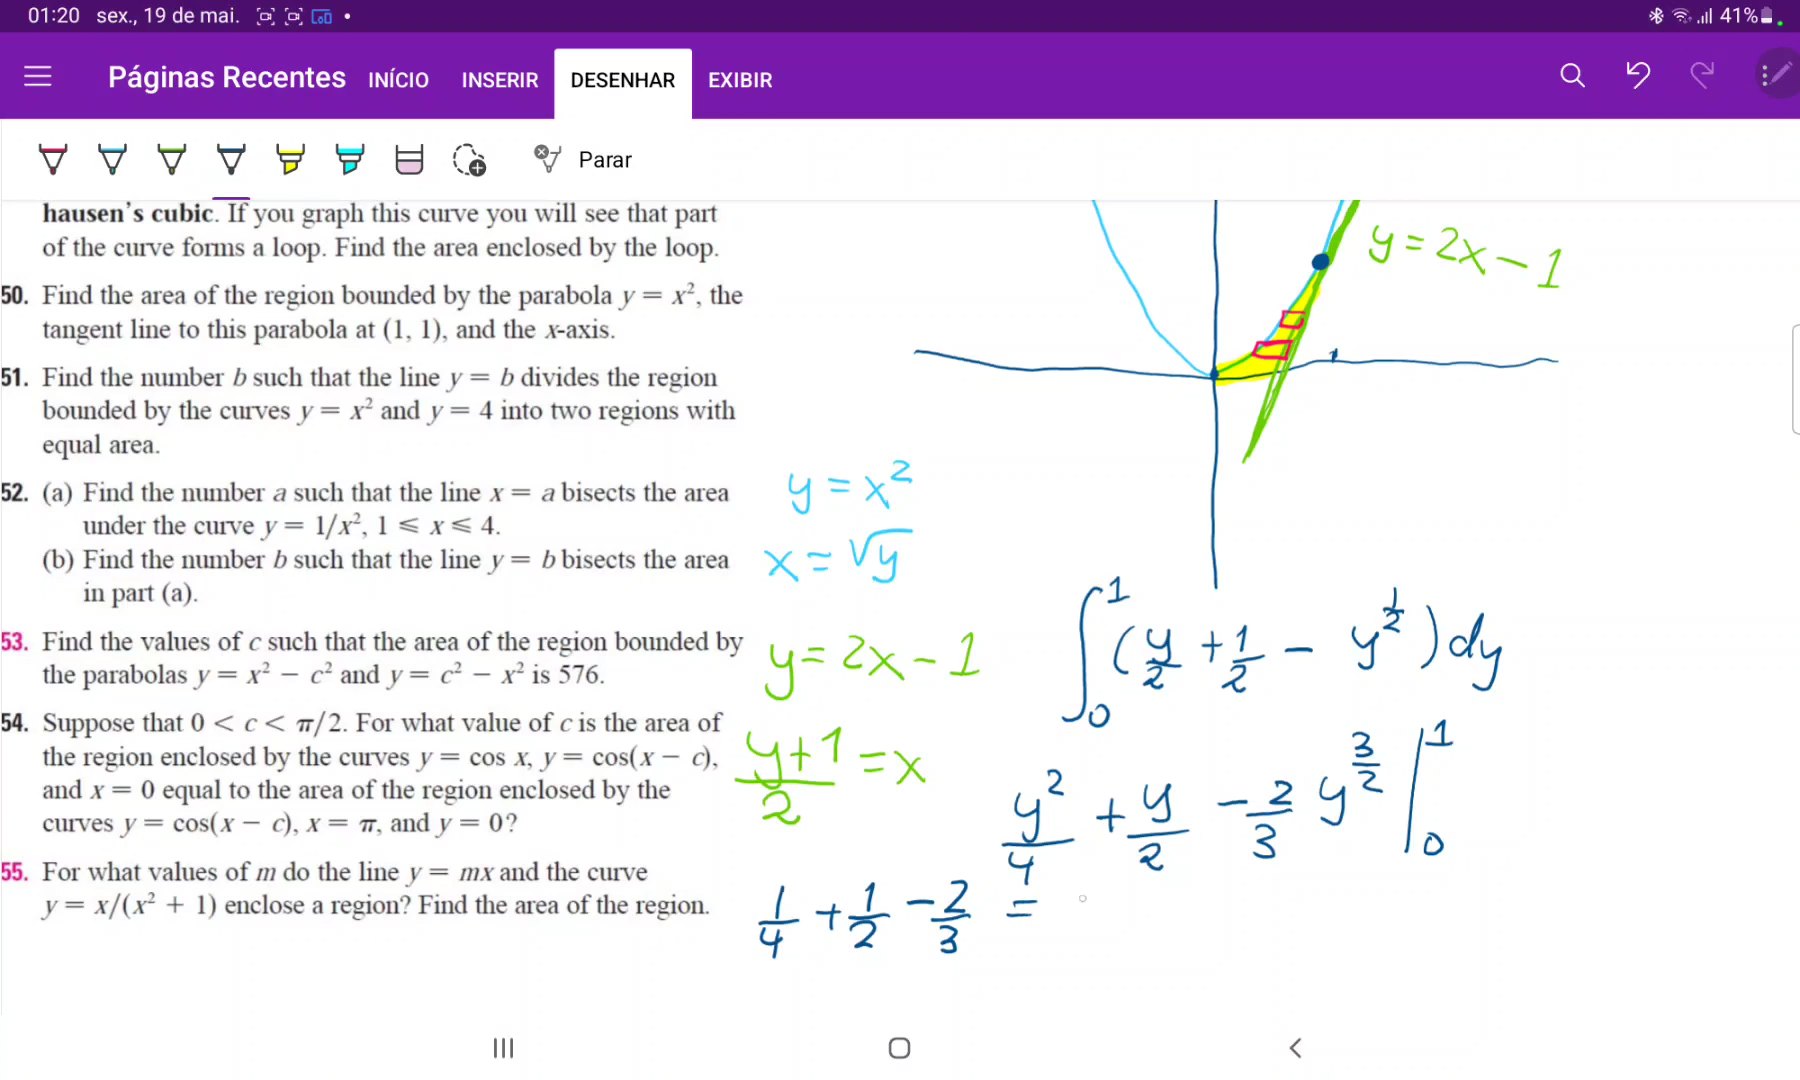 01:20 sex., 19 de mai.
41%
Páginas Recentes INÍCIO INSERIR DESENHAR EXIBIR
Parar
hausen's cubic. If you graph this curve you will see that part
of the curve forms a loop. Find the area enclosed by the loop.
50. Find the area of the region bounded by the parabola y = x², the
tangent line to this parabola at (1, 1), and the x-axis.
51. Find the number b such that the line y = b divides the region
bounded by the curves y = x² and y = 4 into two regions with
equal area.
52. (a) Find the number a such that the line x = a bisects the area
under the curve y = 1/x², 1 ⩽ x ⩽ 4.
(b) Find the number b such that the line y = b bisects the area
in part (a).
53. Find the values of c such that the area of the region bounded by
the parabolas y = x² − c² and y = c² − x² is 576.
54. Suppose that 0 < c < π/2. For what value of c is the area of
the region enclosed by the curves y = cos x, y = cos(x − c),
and x = 0 equal to the area of the region enclosed by the
curves y = cos(x − c), x = π, and y = 0?
55. For what values of m do the line y = mx and the curve
y = x/(x² + 1) enclose a region? Find the area of the region.
y = 2x − 1
y = x²
x = √y
y = 2x − 1
y+1/2 = x
∫₀¹ (y/2 + 1/2 − y^(1/2)) dy
y²/4 + y/2 − 2/3 y^(3/2) |₀¹
1/4 + 1/2 − 2/3 =